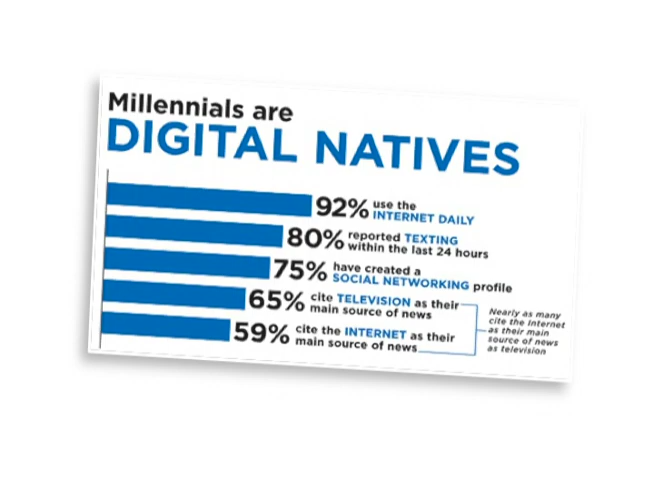 Millennials are
DIGITAL NATIVES
92% use the
INTERNET DAILY
80% reported TEXTING
within the last 24 hours
75% have created a
SOCIAL NETWORKING profile
65% cite TELEVISION as their
main source of news
59% cite the INTERNET as their
main source of news
Nearly as many
cite the Internet
as their main
source of news
as television